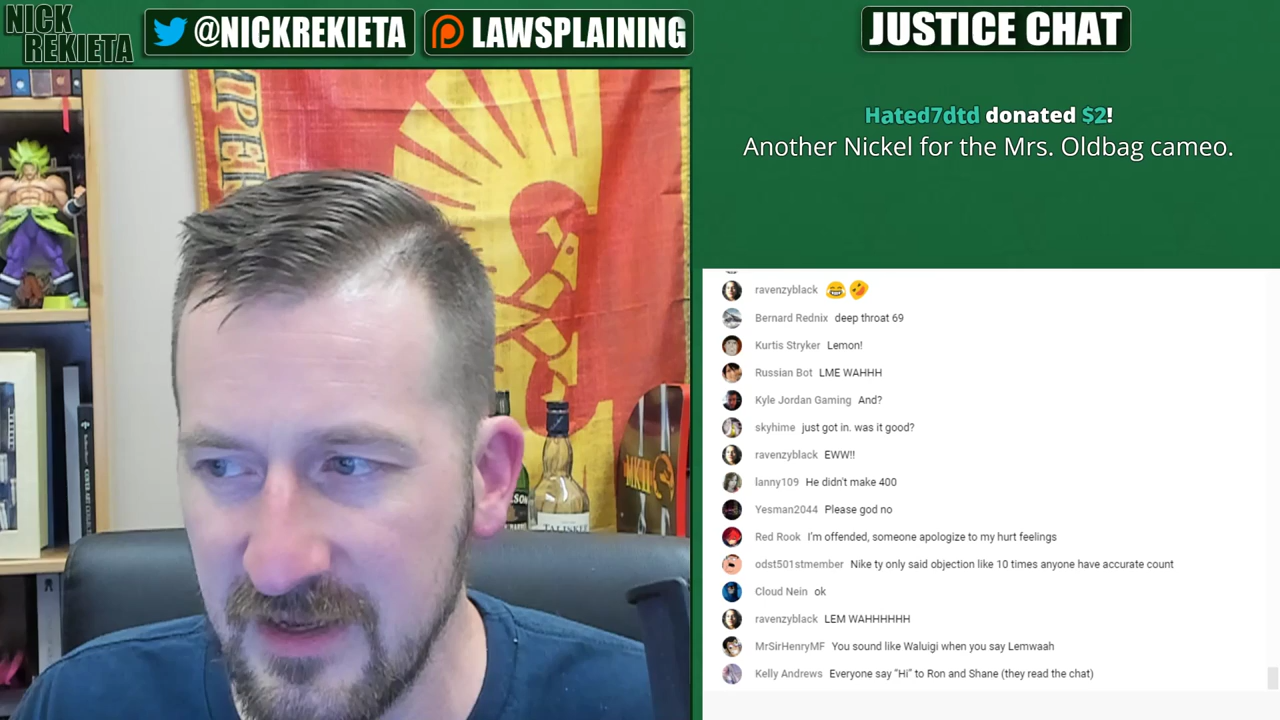 NICK
REKIETA
@NICKREKIETA
LAWSPLAINING
JUSTICE CHAT
Hated7dtd donated $2!
Another Nickel for the Mrs. Oldbag cameo.
ravenzyblack 😂🤣
Bernard Rednix deep throat 69
Kurtis Stryker Lemon!
Russian Bot LME WAHHH
Kyle Jordan Gaming And?
skyhime just got in. was it good?
ravenzyblack EWW!!
lanny109 He didn't make 400
Yesman2044 Please god no
Red Rook I'm offended, someone apologize to my hurt feelings
odst501stmember Nike ty only said objection like 10 times anyone have accurate count
Cloud Nein ok
ravenzyblack LEM WAHHHHHH
MrSirHenryMF You sound like Waluigi when you say Lemwaah
Kelly Andrews Everyone say "Hi" to Ron and Shane (they read the chat)
MKII
TALISKER